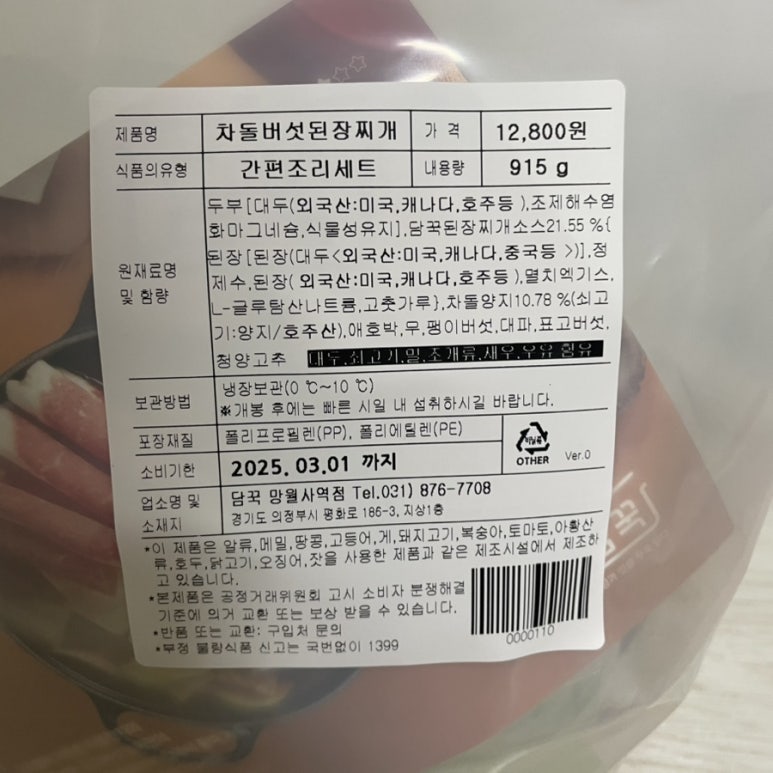 제품명 차돌버섯된장찌개 가 격 12,800원
식품의유형 간편조리세트 내용량 915 g
원재료명 및 함량
두부[대두(외국산:미국,캐나다,호주등 ),조제해수염
화마그네슘,식물성유지],담꾹된장찌개소스21.55 %{
된장[된장(대두<외국산:미국,캐나다,중국등 >)],정
제수,된장( 외국산:미국,캐나다,호주등 ),멸치엑기스,
L-글루탐산나트륨,고춧가루},차돌양지10.78 %(쇠고
기:양지/호주산),애호박,무,팽이버섯,대파,표고버섯,
청양고추 대두,쇠고기,밀,조개류,새우,우유 함유
보관방법 냉장보관(0 ℃~10 ℃)
※개봉 후에는 빠른 시일 내 섭취하시길 바랍니다.
포장재질 폴리프로필렌(PP), 폴리에틸렌(PE)
소비기한 2025. 03.01 까지
비닐류
OTHER Ver.0
업소명 및 소재지
담꾹 망월사역점 Tel.031) 876-7708
경기도 의정부시 평화로 186-3, 지상1층
*이 제품은 알류,메밀,땅콩,고등어,게,돼지고기,복숭아,토마토,아황산
류,호두,닭고기,오징어,잣을 사용한 제품과 같은 제조시설에서 제조하
고 있습니다.
*본제품은 공정거래위원회 고시 소비자 분쟁해결
기준에 의거 교환 또는 보상 받을 수 있습니다.
*반품 또는 교환: 구입처 문의
*부정 불량식품 신고는 국번없이 1399
0000110
꾹